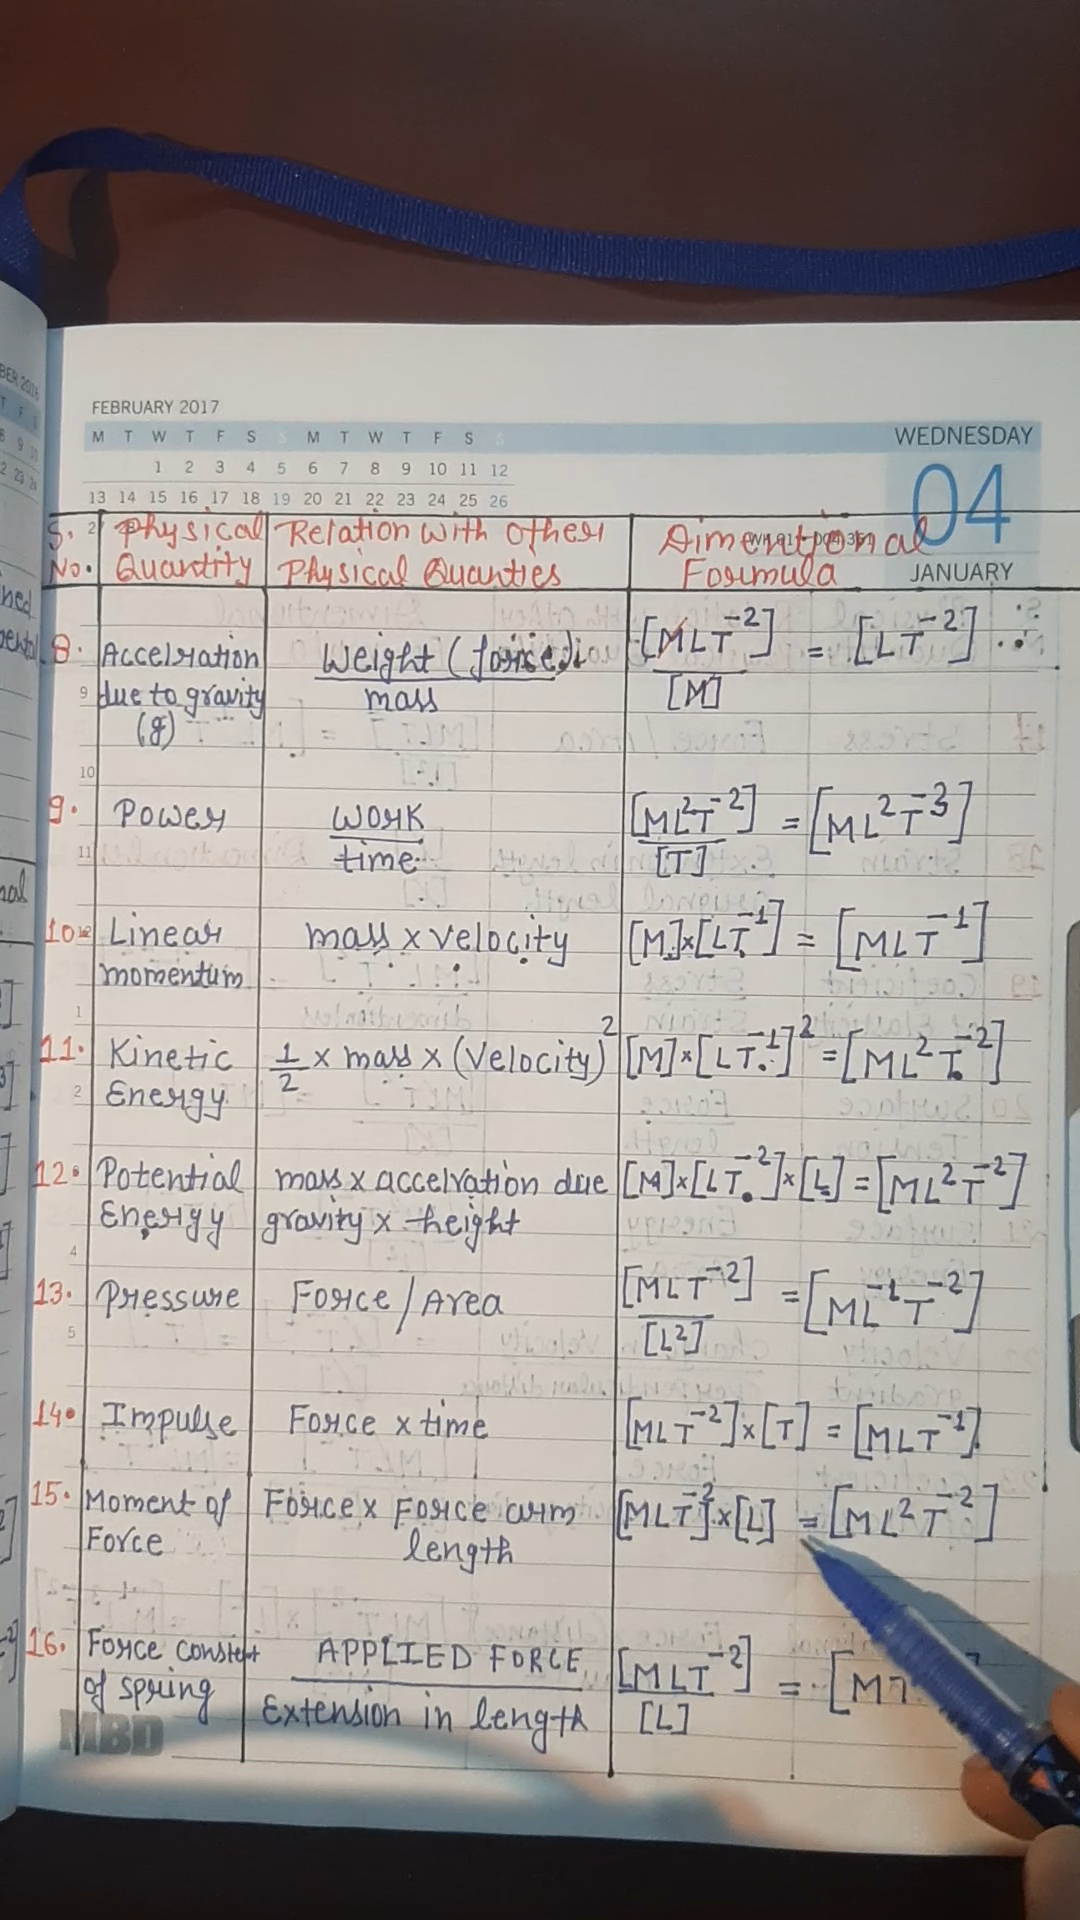 FEBRUARY 2017
M T W T F S S M T W T F S S
1 2 3 4 5 6 7 8 9 10 11 12
13 14 15 16 17 18 19 20 21 22 23 24 25 26
WEDNESDAY
04
JANUARY
S. No. | Physical Quantity | Relation with other Physical Quanties | Dimentional Formula
8. Accelration due to gravity (g) | Weight (force) / mass | [MLT⁻²] / [M] = [LT⁻²]
9. Power | work / time | [ML²T⁻²] / [T] = [ML²T⁻³]
10. Linear momentum | mass x velocity | [M]x[LT⁻¹] = [MLT⁻¹]
11. Kinetic Energy | 1/2 x mass x (Velocity)² | [M]x[LT⁻¹]² = [ML²T⁻²]
12. Potential Energy | mass x accelration due gravity x height | [M]x[LT⁻²]x[L] = [ML²T⁻²]
13. Pressure | Force / Area | [MLT⁻²] / [L²] = [ML⁻¹T⁻²]
14. Impulse | Force x time | [MLT⁻²]x[T] = [MLT⁻¹]
15. Moment of Force | Force x Force arm length | [MLT⁻²]x[L] = [ML²T⁻²]
16. Force constt of spring | APPLIED FORCE / Extension in length | [MLT⁻²] / [L] = [M
MBD